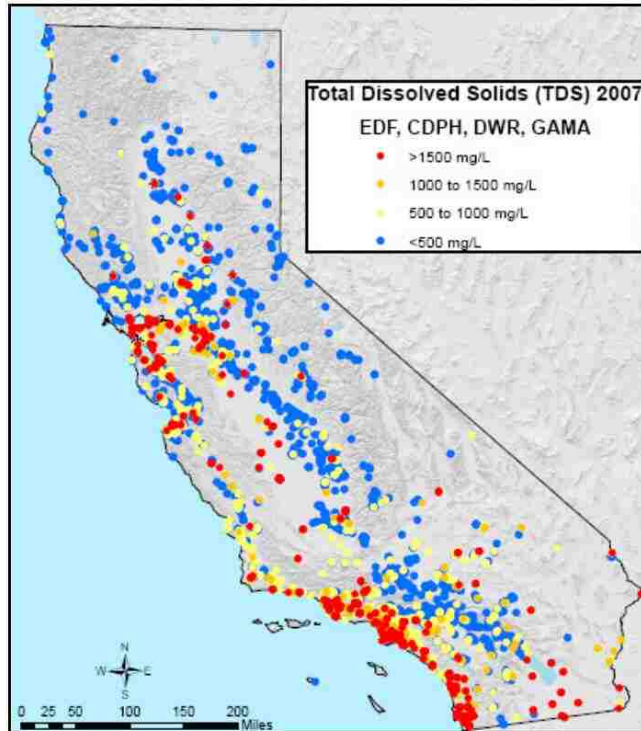 Total Dissolved Solids (TDS) 2007
EDF, CDPH, DWR, GAMA
>1500 mg/L
1000 to 1500 mg/L
500 to 1000 mg/L
<500 mg/L
N
W E
S
0 25 50 100 150 200
Miles